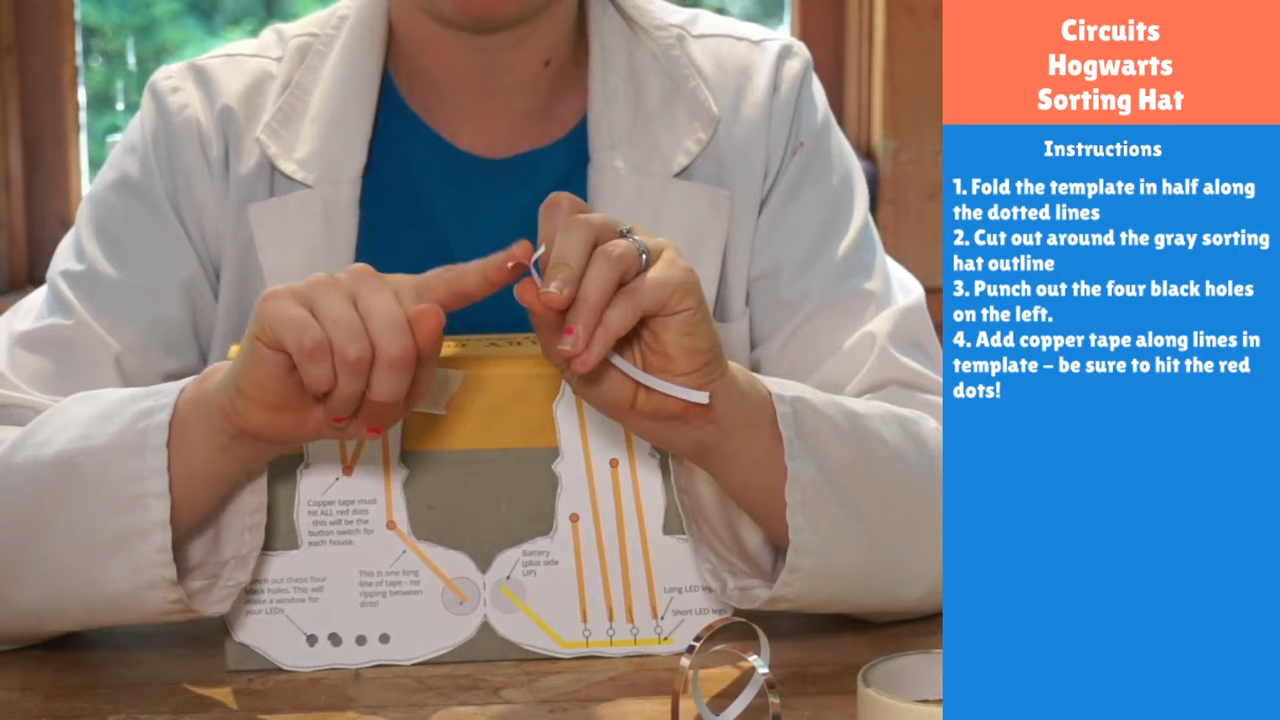 Circuits
Hogwarts
Sorting Hat
Instructions
1. Fold the template in half along
the dotted lines
2. Cut out around the gray sorting
hat outline
3. Punch out the four black holes
on the left.
4. Add copper tape along lines in
template – be sure to hit the red
dots!
Copper tape must
hit ALL red dots
- this will be the
button switch for
each house.
This is one long
line of tape - no
ripping between
dots!
out these four
black holes. This will
make a window for
your LEDs
Battery
(plus side
UP)
Long LED
Short LED legs